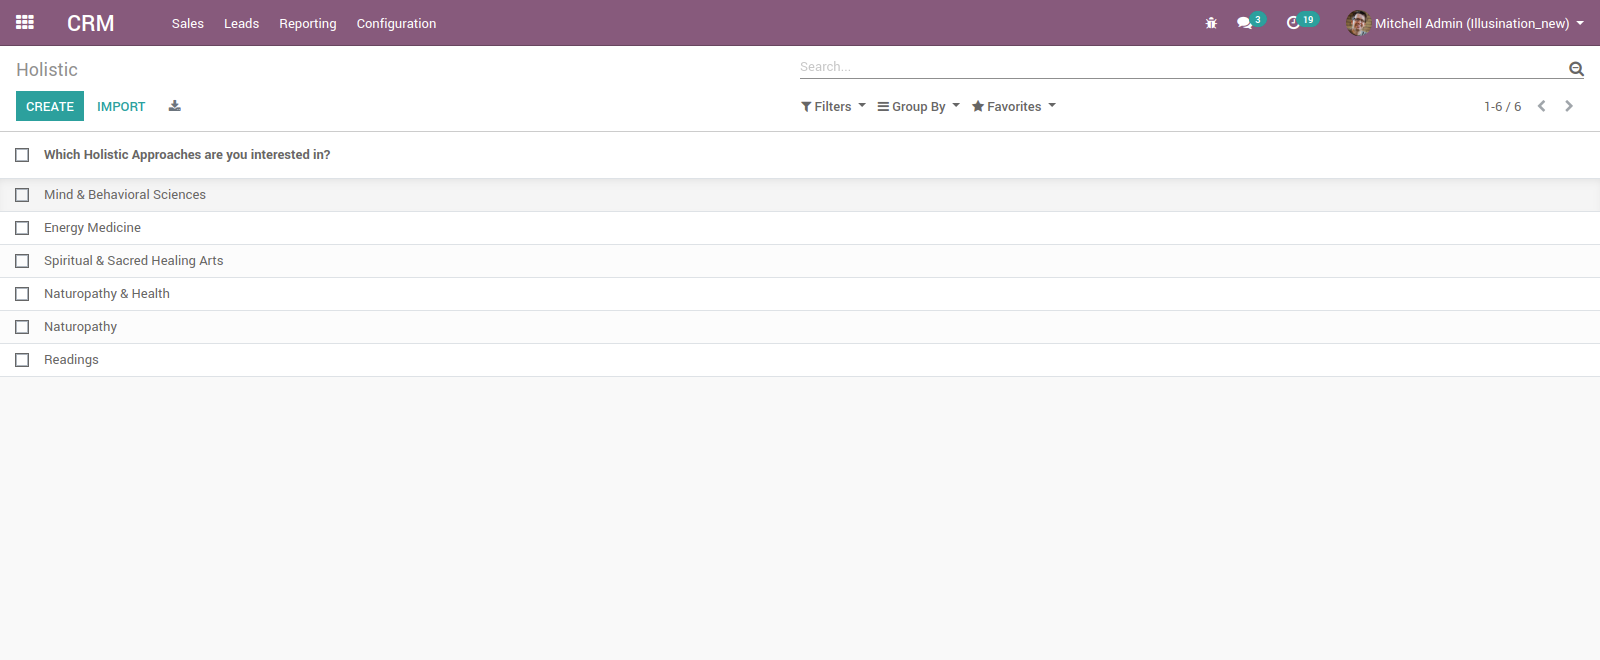 CRM Sales Leads Reporting Configuration 3 19 Mitchell Admin (Illusination_new)
Holistic
Search...
CREATE IMPORT Filters Group By Favorites 1-6 / 6
Which Holistic Approaches are you interested in?
Mind & Behavioral Sciences
Energy Medicine
Spiritual & Sacred Healing Arts
Naturopathy & Health
Naturopathy
Readings